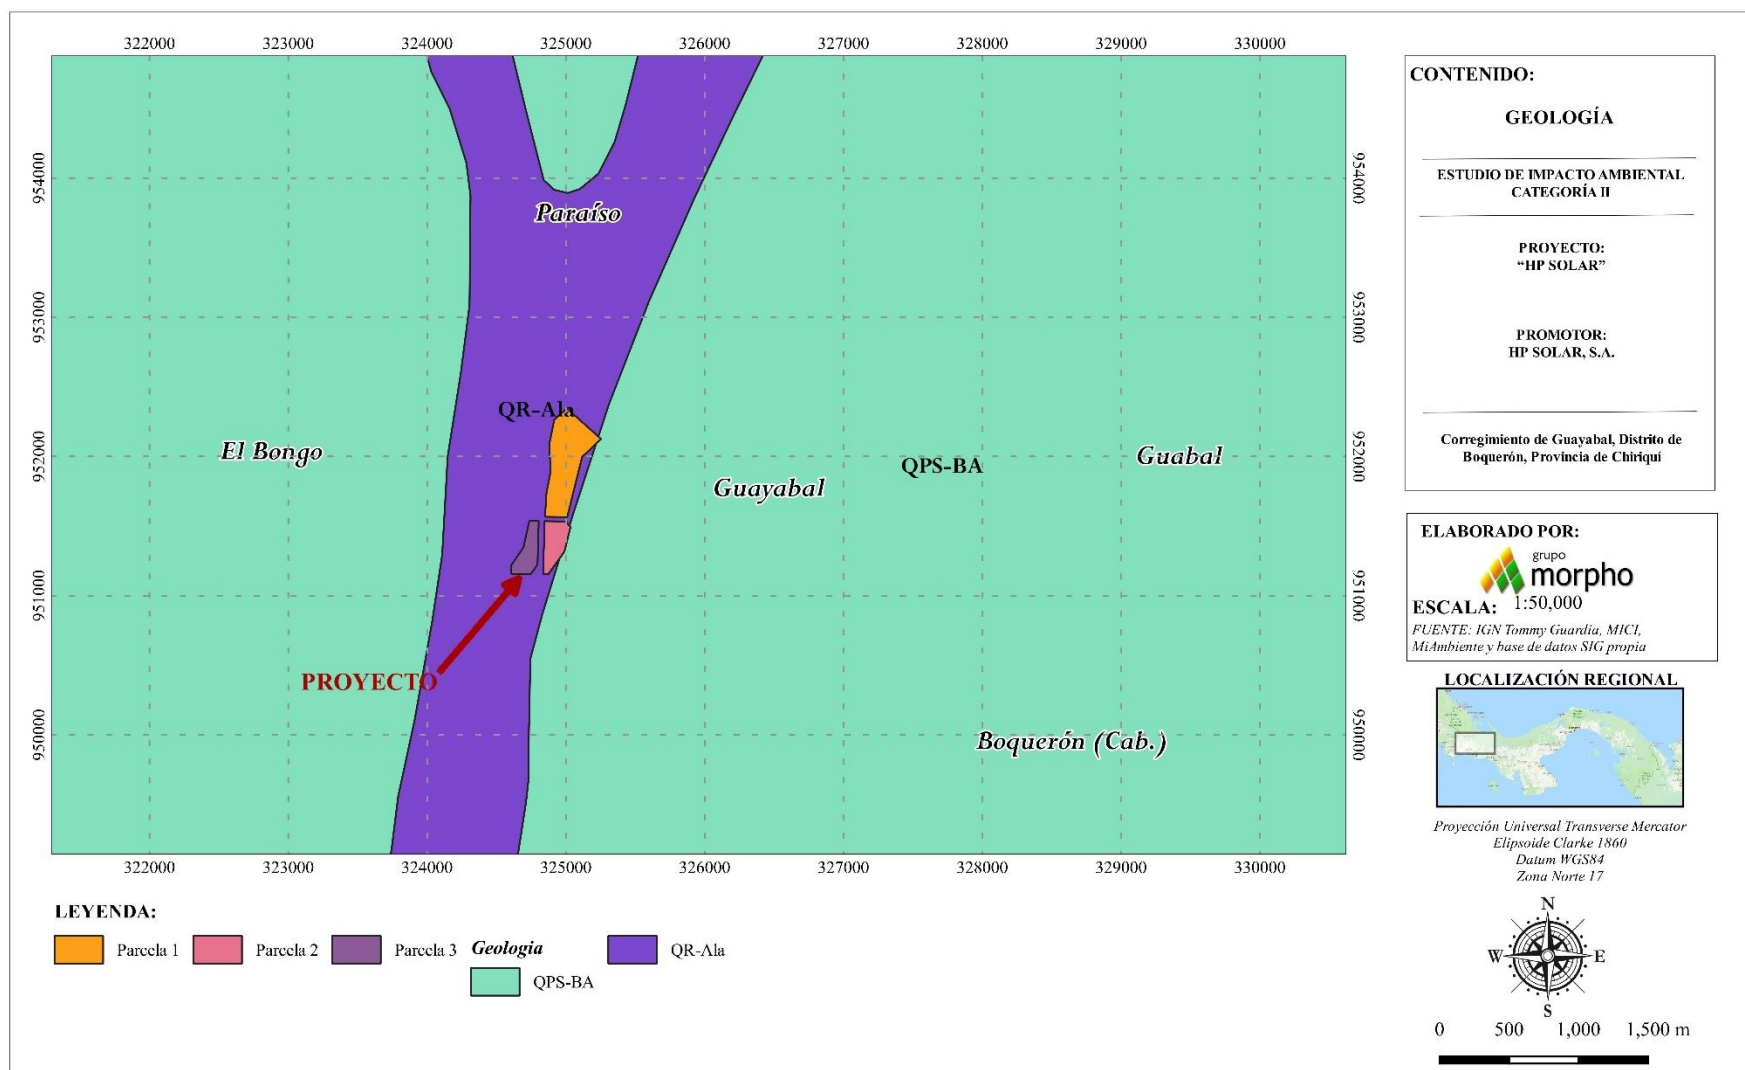 322000 323000 324000 325000 326000 327000 328000 329000 330000
954000 954000
Paraíso
953000 953000
QR-Ala
El Bongo
952000 952000
Guayabal
QPS-BA
Guabal
951000 951000
PROYECTO
950000 950000
Boquerón (Cab.)
322000 323000 324000 325000 326000 327000 328000 329000 330000
LEYENDA:
Parcela 1 Parcela 2 Parcela 3 Geologia QR-Ala
QPS-BA
CONTENIDO:
GEOLOGÍA
ESTUDIO DE IMPACTO AMBIENTAL
CATEGORÍA II
PROYECTO:
“HP SOLAR”
PROMOTOR:
HP SOLAR, S.A.
Corregimiento de Guayabal, Distrito de
Boquerón, Provincia de Chiriquí
ELABORADO POR:
grupo
morpho
ESCALA: 1:50,000
FUENTE: IGN Tommy Guardia, MICI,
MiAmbiente y base de datos SIG propia
LOCALIZACIÓN REGIONAL
Proyección Universal Transverse Mercator
Elipsoide Clarke 1860
Datum WGS84
Zona Norte 17
N
W E
S
0 500 1,000 1,500 m